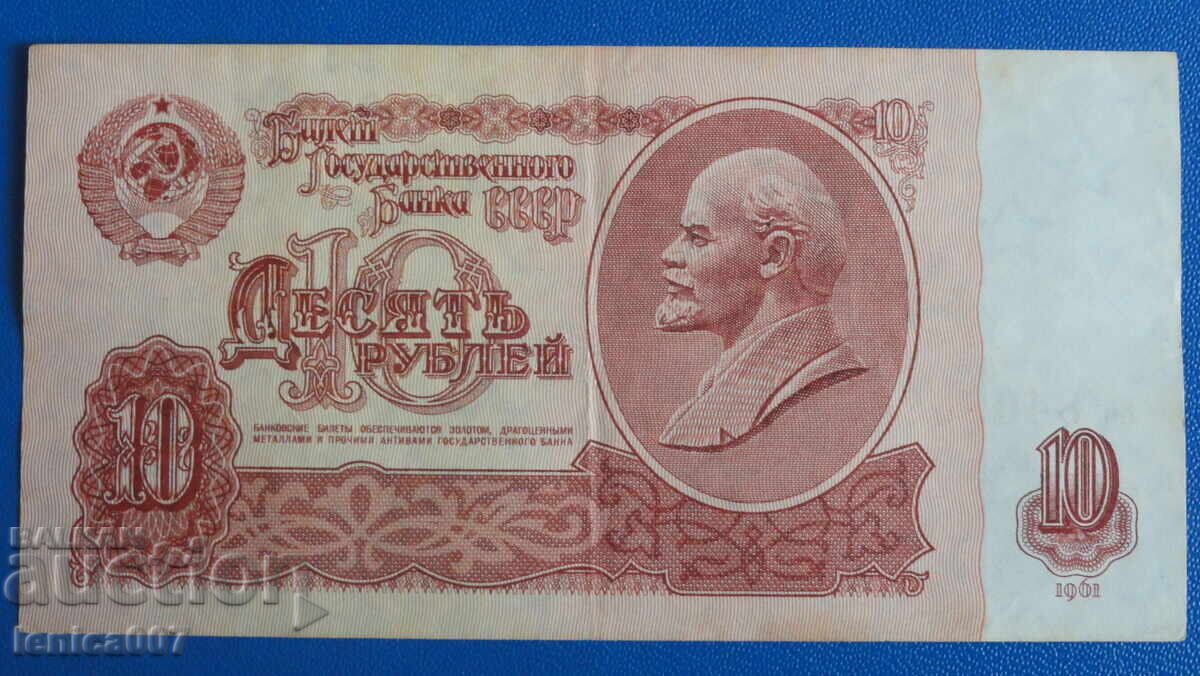 Билет
Государственного
Банка СССР
10
10
Десять
рублей
БАНКОВСКИЕ БИЛЕТЫ ОБЕСПЕЧИВАЮТСЯ ЗОЛОТОМ, ДРАГОЦЕННЫМИ
МЕТАЛЛАМИ И ПРОЧИМИ АКТИВАМИ ГОСУДАРСТВЕННОГО БАНКА
10
10
1961
BALKAN
auction
lenica007